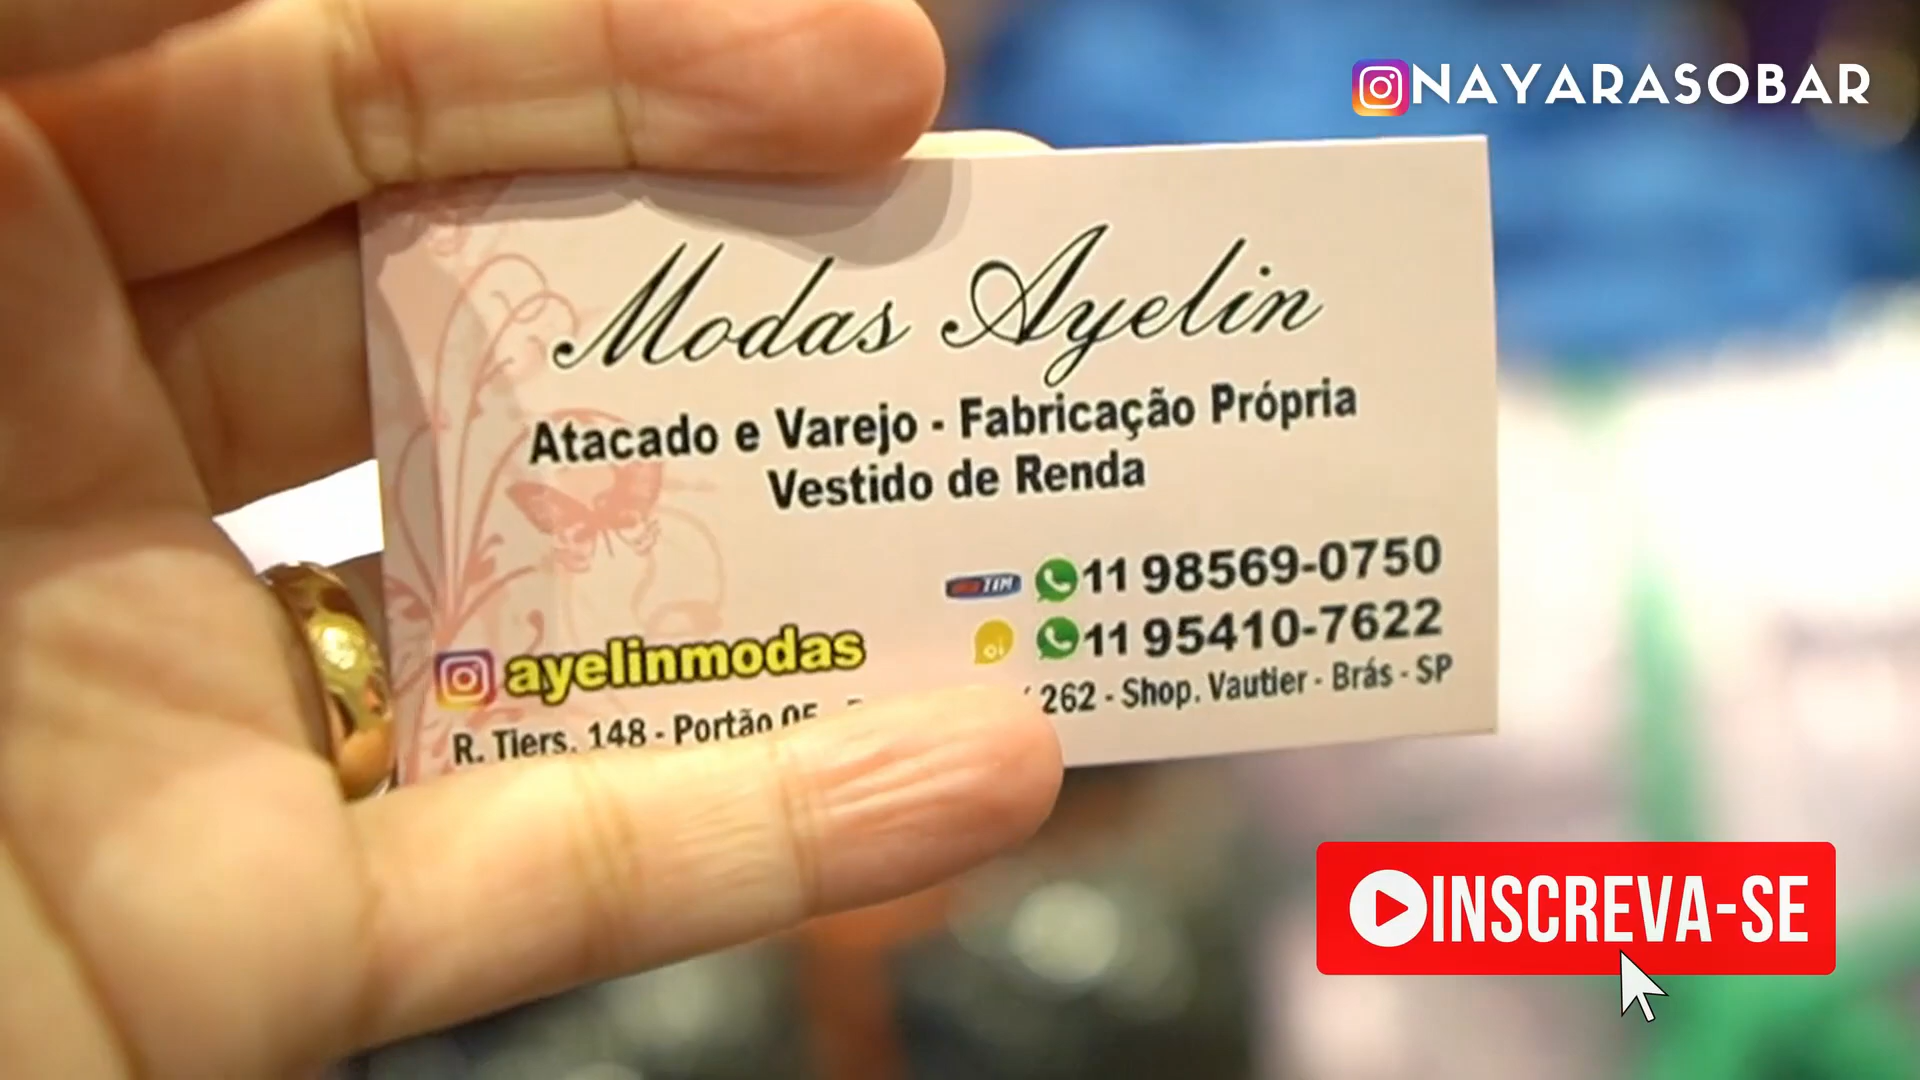 NAYARASOBAR
Modas Ayelin
Atacado e Varejo - Fabricação Própria
Vestido de Renda
TIM 11 98569-0750
oi 11 95410-7622
ayelinmodas
R. Tiers, 148 - Portão 05 - 262 - Shop. Vautier - Brás - SP
INSCREVA-SE